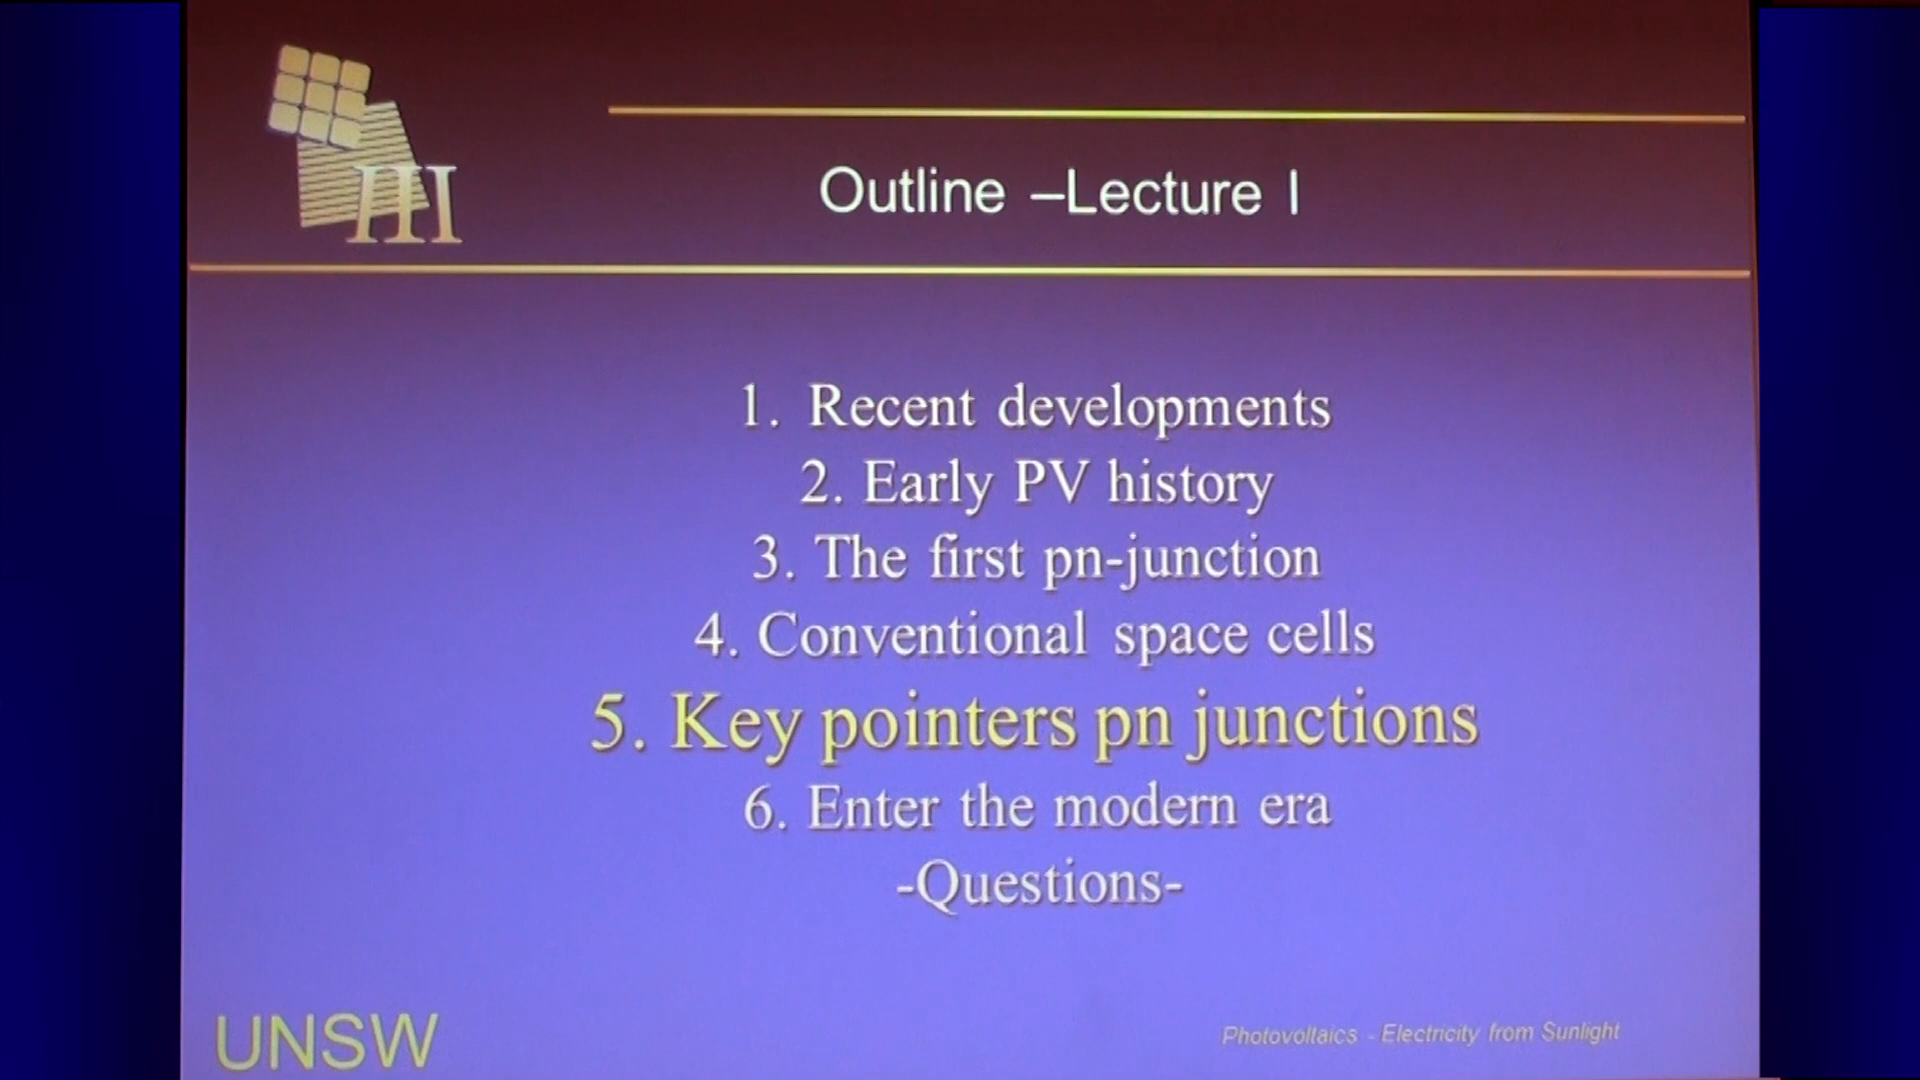 III
Outline –Lecture I
1. Recent developments
2. Early PV history
3. The first pn-junction
4. Conventional space cells
5. Key pointers pn junctions
6. Enter the modern era
-Questions-
UNSW
Photovoltaics - Electricity from Sunlight